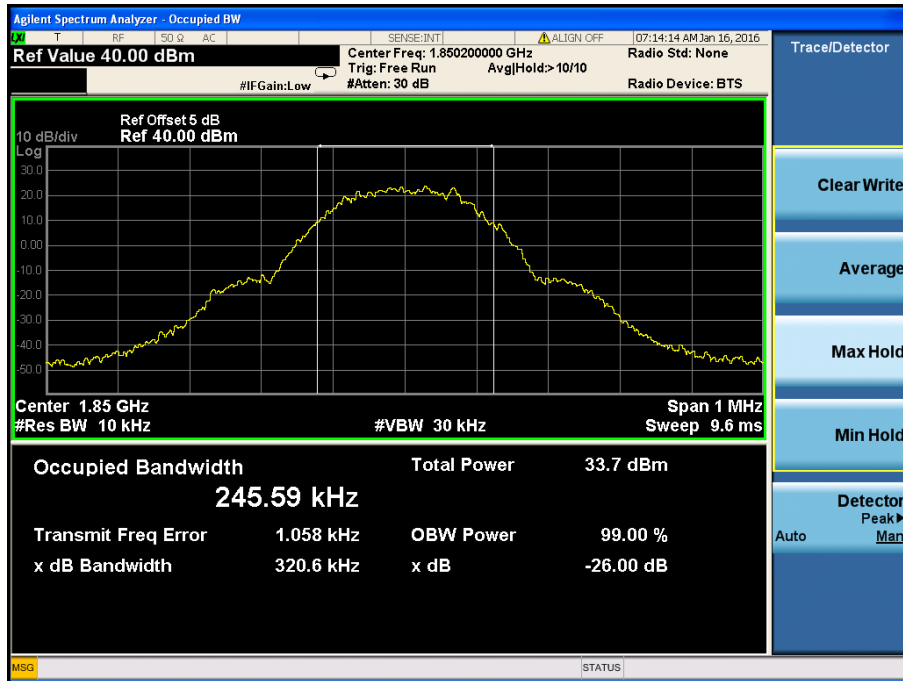 Agilent Spectrum Analyzer - Occupied BW
LXI T RF 50 Ω AC SENSE:INT ALIGN OFF 07:14:14 AM Jan 16, 2016
Ref Value 40.00 dBm Center Freq: 1.850200000 GHz Radio Std: None
Trig: Free Run Avg|Hold:>10/10
#IFGain:Low #Atten: 30 dB Radio Device: BTS
Trace/Detector
Ref Offset 5 dB
10 dB/div Ref 40.00 dBm
Log
30.0
20.0
10.0
0.00
-10.0
-20.0
-30.0
-40.0
-50.0
Center 1.85 GHz Span 1 MHz
#Res BW 10 kHz #VBW 30 kHz Sweep 9.6 ms
Occupied Bandwidth Total Power 33.7 dBm
245.59 kHz
Transmit Freq Error 1.058 kHz OBW Power 99.00 %
x dB Bandwidth 320.6 kHz x dB -26.00 dB
Clear Write
Average
Max Hold
Min Hold
Detector
Peak▶
Auto Man
MSG STATUS